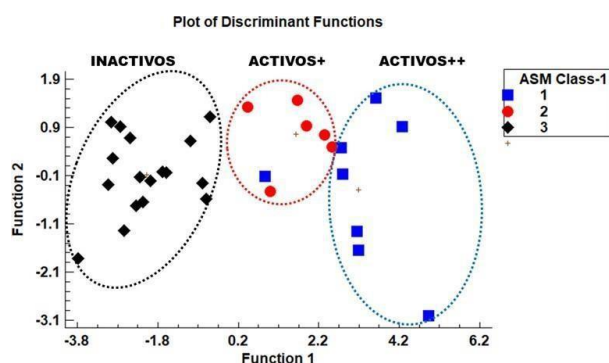 Plot of Discriminant Functions
INACTIVOS ACTIVOS+ ACTIVOS++
ASM Class-1
1
2
3
Function 2
1.9
0.9
-0.1
-1.1
-2.1
-3.1
-3.8 -1.8 0.2 2.2 4.2 6.2
Function 1